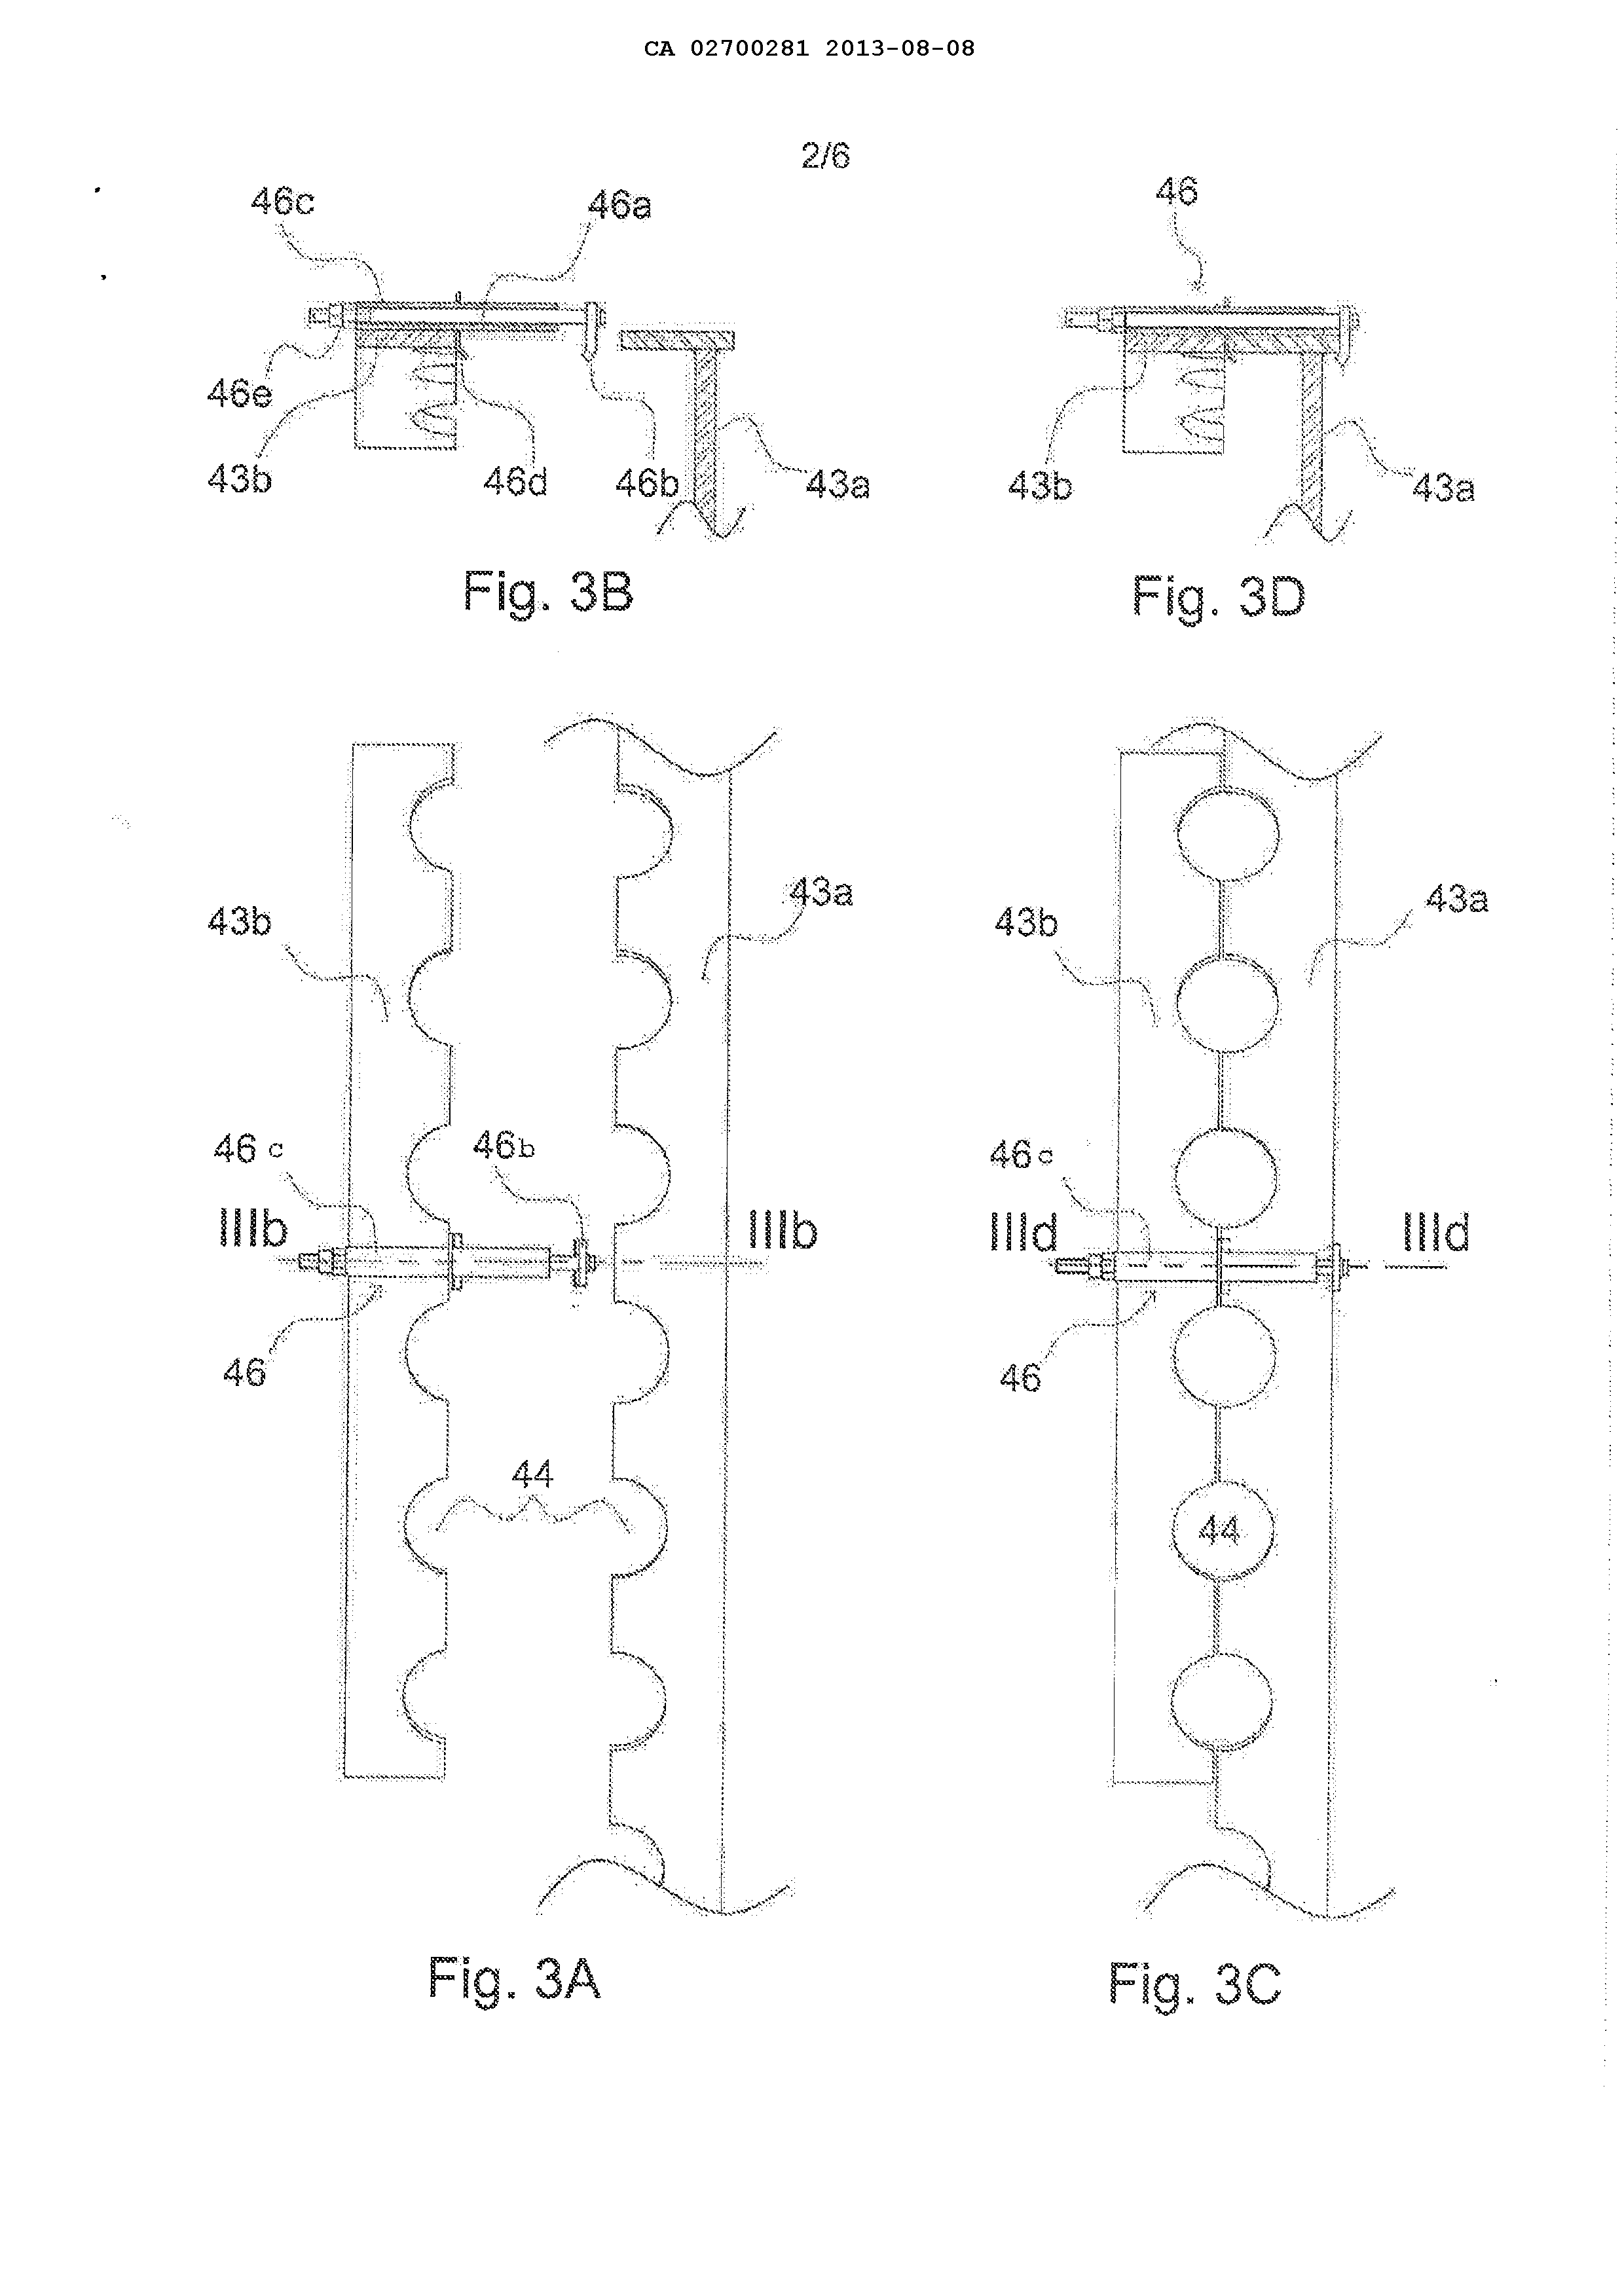 CA 02700281 2013-08-08
2/6
46c 46a
46e
43b 46d 46b 43a
Fig. 3B
46
43b 43a
Fig. 3D
43b 43a
46 c 46b
IIIb IIIb
46
44
Fig. 3A
43b 43a
46c
IIId IIId
46
44
Fig. 3C